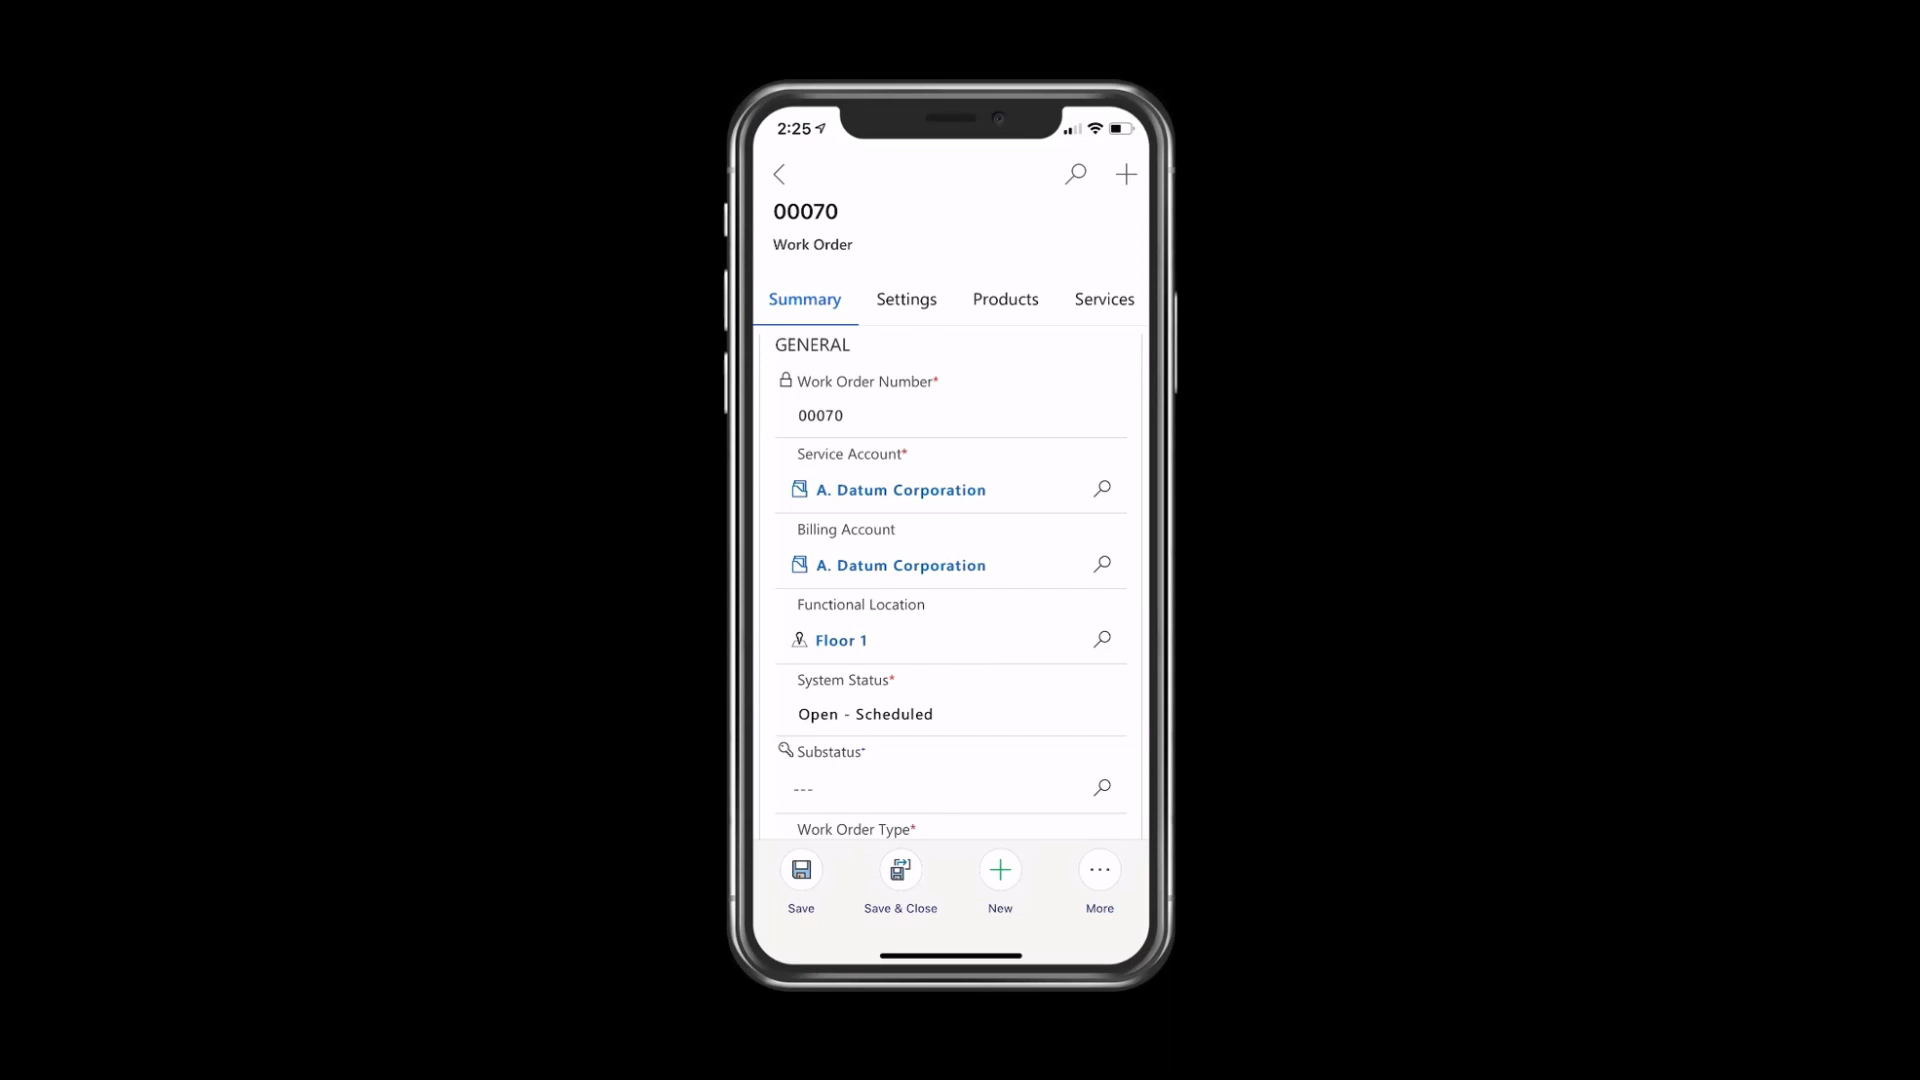 2:25
00070
Work Order
Summary Settings Products Services
GENERAL
Work Order Number*
00070
Service Account*
A. Datum Corporation
Billing Account
A. Datum Corporation
Functional Location
Floor 1
System Status*
Open - Scheduled
Substatus+
---
Work Order Type*
Save Save & Close New More